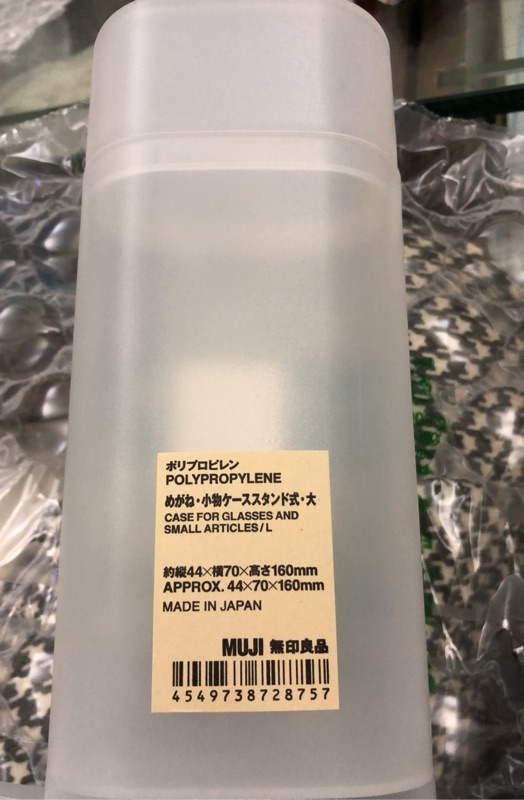 ポリプロピレン
POLYPROPYLENE
めがね・小物ケーススタンド式・大
CASE FOR GLASSES AND
SMALL ARTICLES/L
約縦44×横70×高さ160mm
APPROX. 44×70×160mm
MADE IN JAPAN
MUJI 無印良品
4549738728757